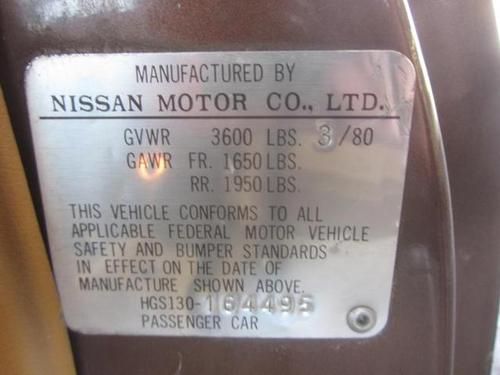 MANUFACTURED BY
NISSAN MOTOR CO., LTD.
GVWR 3600 LBS. 3/80
GAWR FR. 1650 LBS.
RR. 1950 LBS.
THIS VEHICLE CONFORMS TO ALL
APPLICABLE FEDERAL MOTOR VEHICLE
SAFETY AND BUMPER STANDARDS
IN EFFECT ON THE DATE OF
MANUFACTURE SHOWN ABOVE.
HGS130-164495
PASSENGER CAR